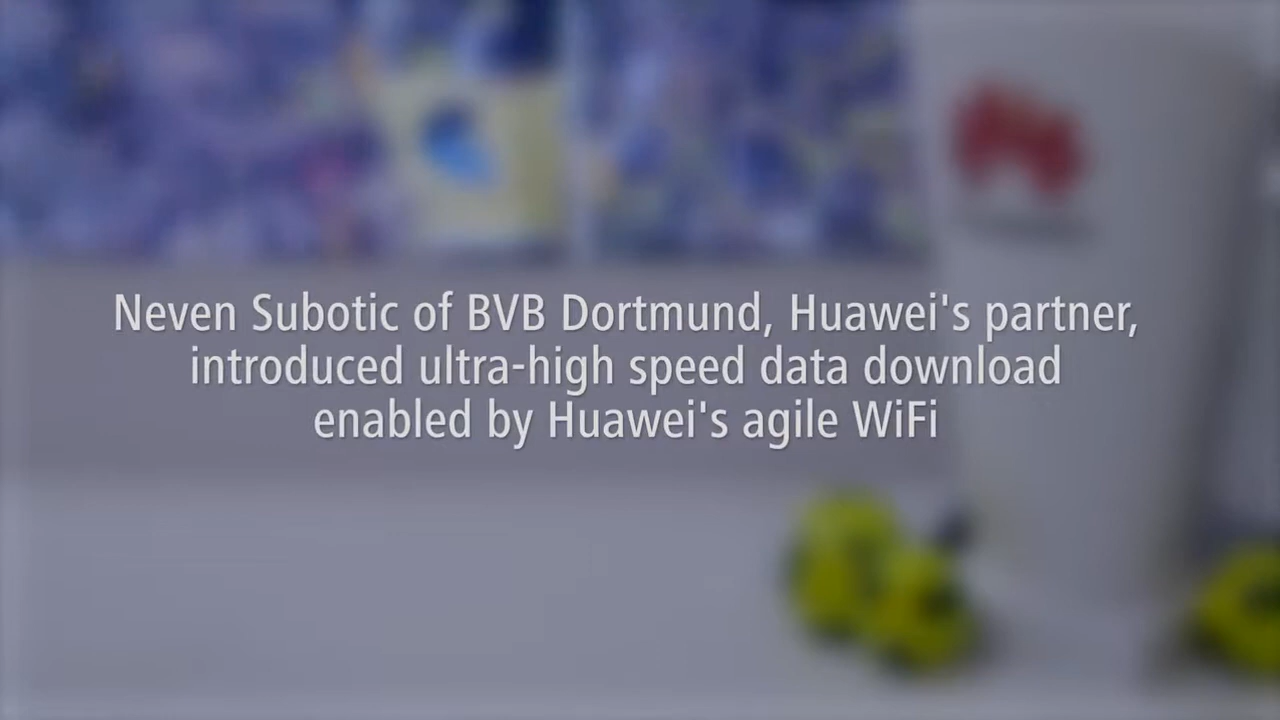 Neven Subotic of BVB Dortmund, Huawei's partner,
introduced ultra-high speed data download
enabled by Huawei's agile WiFi